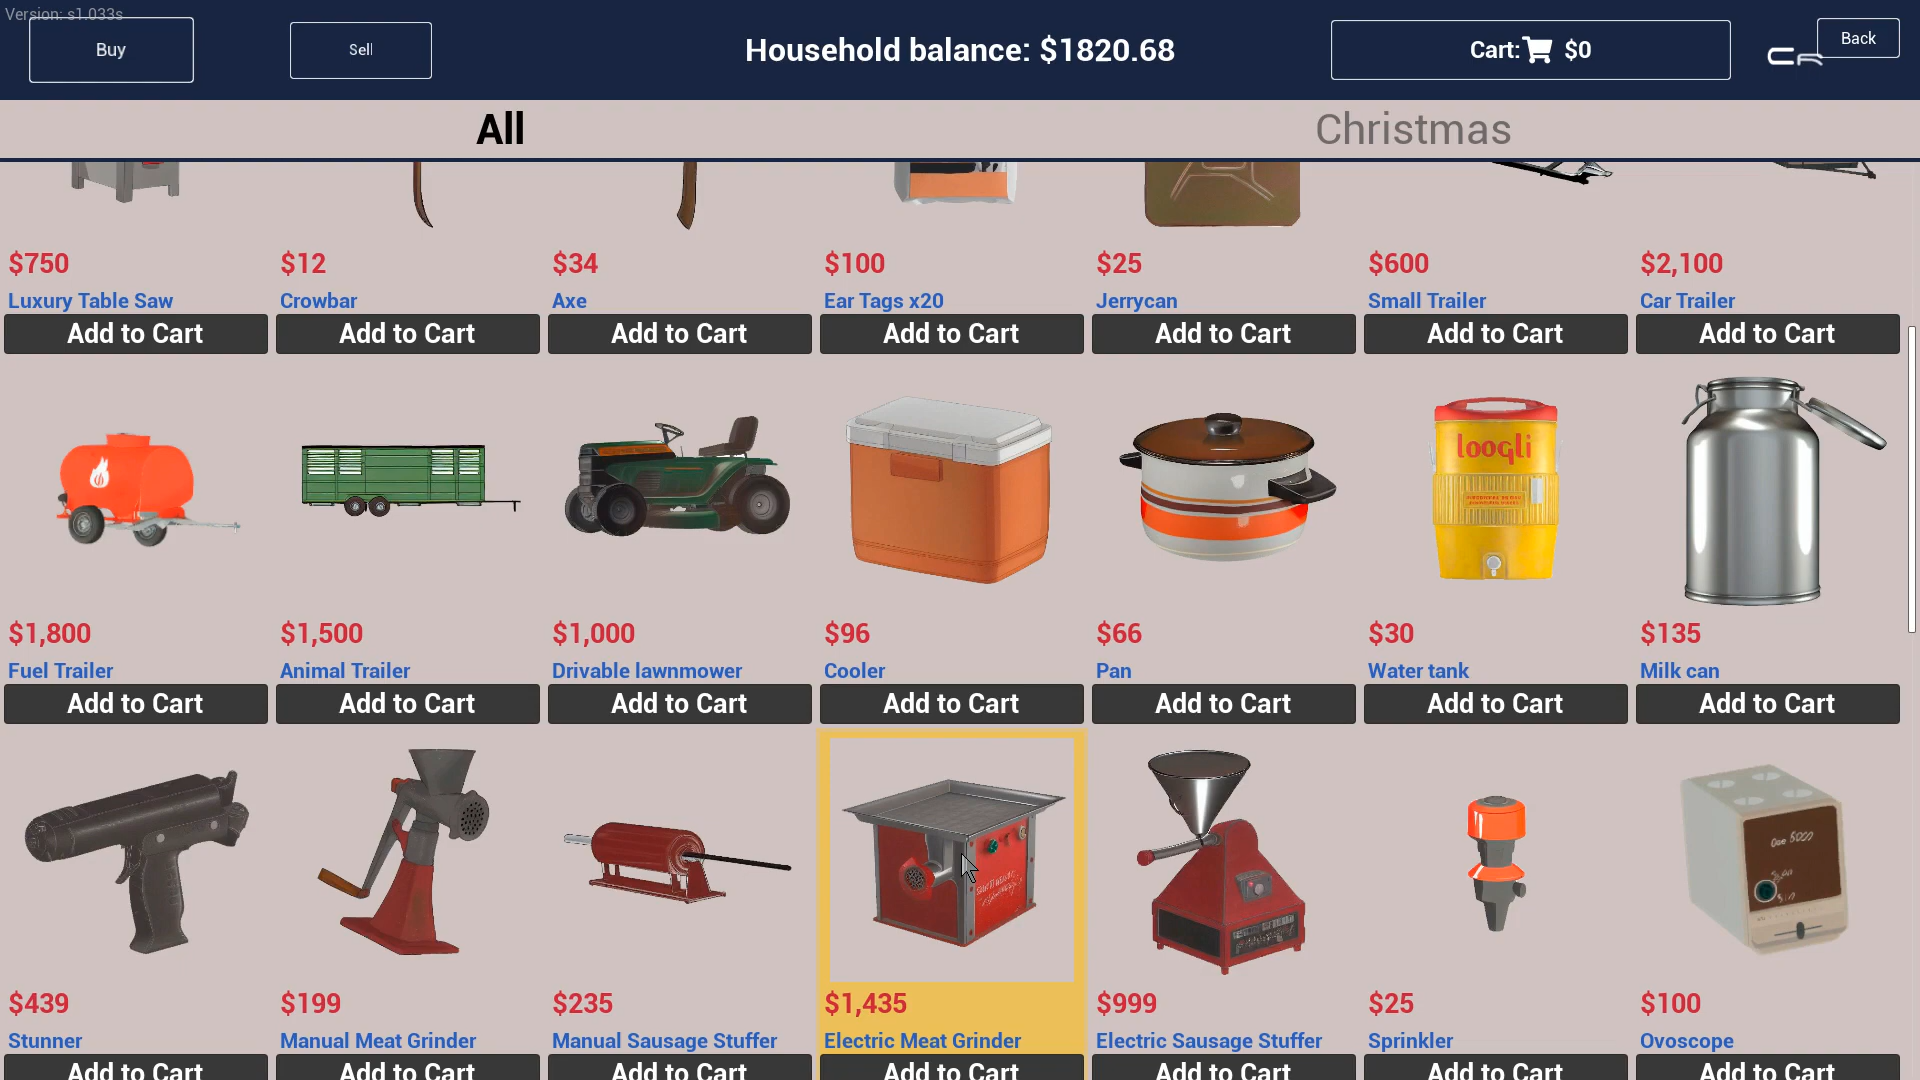 Version: s1.033s
Buy
Sell
Household balance: $1820.68
Cart: $0
Back
All
Christmas
$750
$12
$34
$100
$25
$600
$2,100
Luxury Table Saw
Crowbar
Axe
Ear Tags x20
Jerrycan
Small Trailer
Car Trailer
Add to Cart
Add to Cart
Add to Cart
Add to Cart
Add to Cart
Add to Cart
Add to Cart
loogli
$1,800
$1,500
$1,000
$96
$66
$30
$135
Fuel Trailer
Animal Trailer
Drivable lawnmower
Cooler
Pan
Water tank
Milk can
Add to Cart
Add to Cart
Add to Cart
Add to Cart
Add to Cart
Add to Cart
Add to Cart
$439
$199
$235
$1,435
$999
$25
$100
Stunner
Manual Meat Grinder
Manual Sausage Stuffer
Electric Meat Grinder
Electric Sausage Stuffer
Sprinkler
Ovoscope
Add to Cart
Add to Cart
Add to Cart
Add to Cart
Add to Cart
Add to Cart
Add to Cart